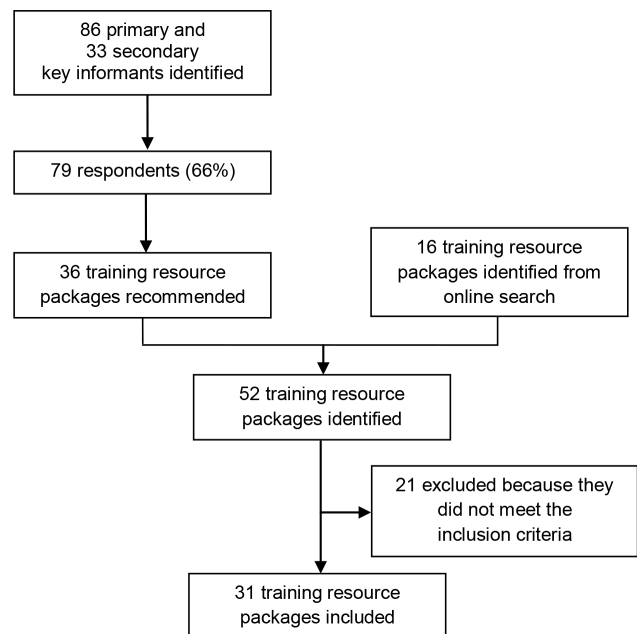 86 primary and
33 secondary
key informants identified
79 respondents (66%)
36 training resource
packages recommended
16 training resource
packages identified from
online search
52 training resource
packages identified
21 excluded because they
did not meet the
inclusion criteria
31 training resource
packages included